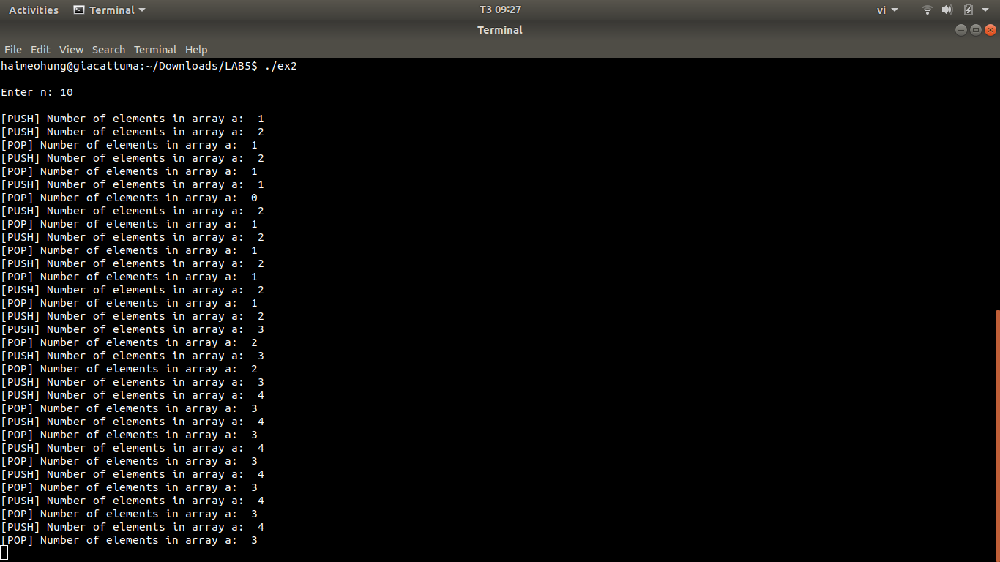 Activities Terminal T3 09:27 vi
Terminal
File Edit View Search Terminal Help
haimeohung@giacattuma:~/Downloads/LAB5$ ./ex2
Enter n: 10
[PUSH] Number of elements in array a:  1
[PUSH] Number of elements in array a:  2
[POP] Number of elements in array a:  1
[PUSH] Number of elements in array a:  2
[POP] Number of elements in array a:  1
[PUSH] Number of elements in array a:  1
[POP] Number of elements in array a:  0
[PUSH] Number of elements in array a:  2
[POP] Number of elements in array a:  1
[PUSH] Number of elements in array a:  2
[POP] Number of elements in array a:  1
[PUSH] Number of elements in array a:  2
[POP] Number of elements in array a:  1
[PUSH] Number of elements in array a:  2
[POP] Number of elements in array a:  1
[PUSH] Number of elements in array a:  2
[PUSH] Number of elements in array a:  3
[POP] Number of elements in array a:  2
[PUSH] Number of elements in array a:  3
[POP] Number of elements in array a:  2
[PUSH] Number of elements in array a:  3
[PUSH] Number of elements in array a:  4
[POP] Number of elements in array a:  3
[PUSH] Number of elements in array a:  4
[POP] Number of elements in array a:  3
[PUSH] Number of elements in array a:  4
[POP] Number of elements in array a:  3
[PUSH] Number of elements in array a:  4
[POP] Number of elements in array a:  3
[PUSH] Number of elements in array a:  4
[POP] Number of elements in array a:  3
[PUSH] Number of elements in array a:  4
[POP] Number of elements in array a:  3